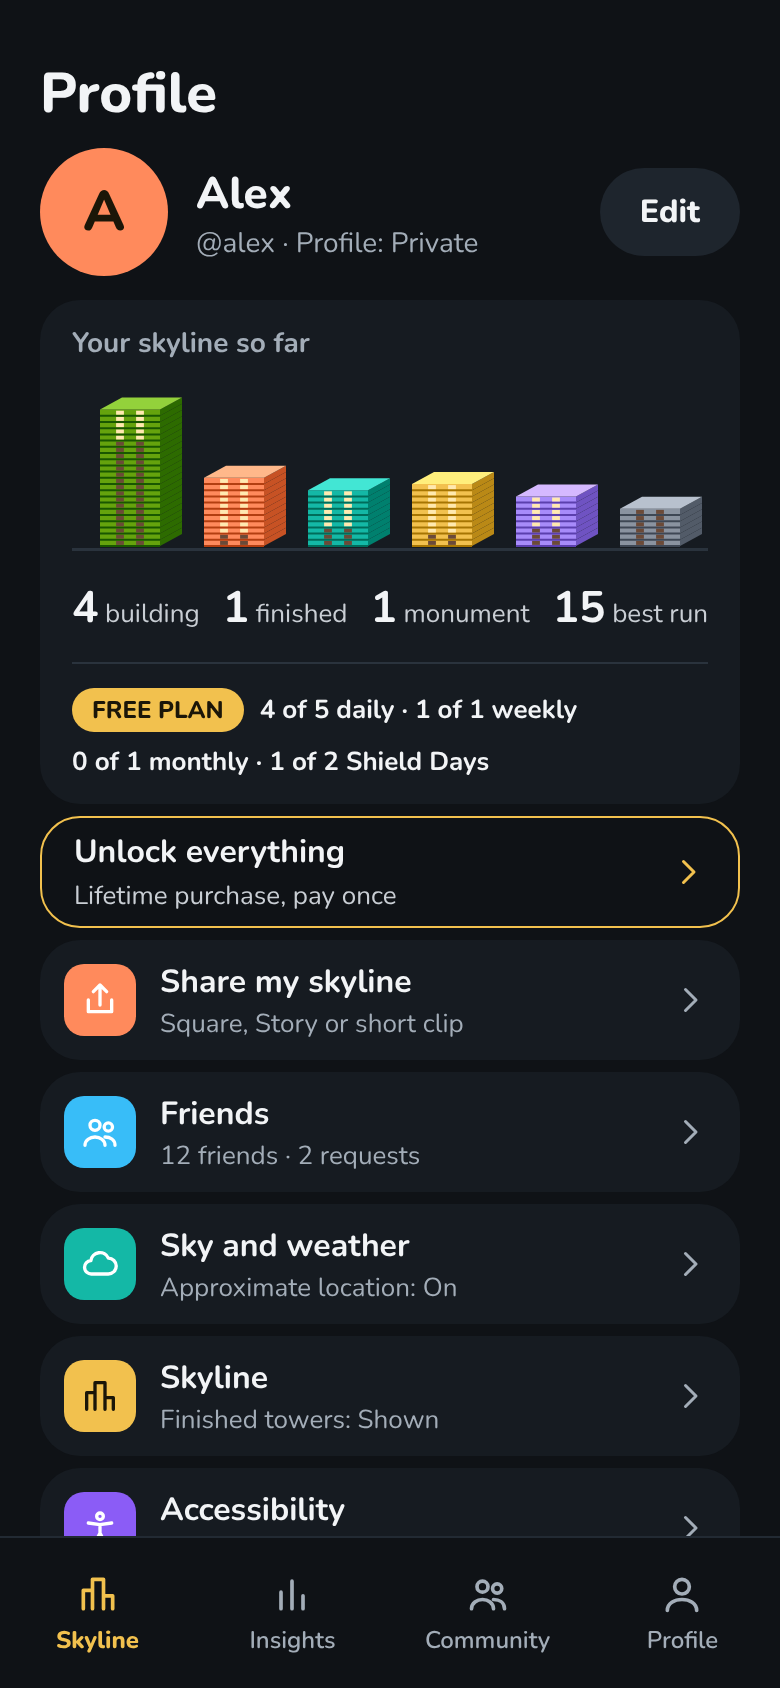 Profile
A
Alex
@alex · Profile: Private
Edit
Your skyline so far
4 building 1 finished 1 monument 15 best run
FREE PLAN 4 of 5 daily · 1 of 1 weekly
0 of 1 monthly · 1 of 2 Shield Days
Unlock everything
Lifetime purchase, pay once
Share my skyline
Square, Story or short clip
Friends
12 friends · 2 requests
Sky and weather
Approximate location: On
Skyline
Finished towers: Shown
Accessibility
Skyline Insights Community Profile